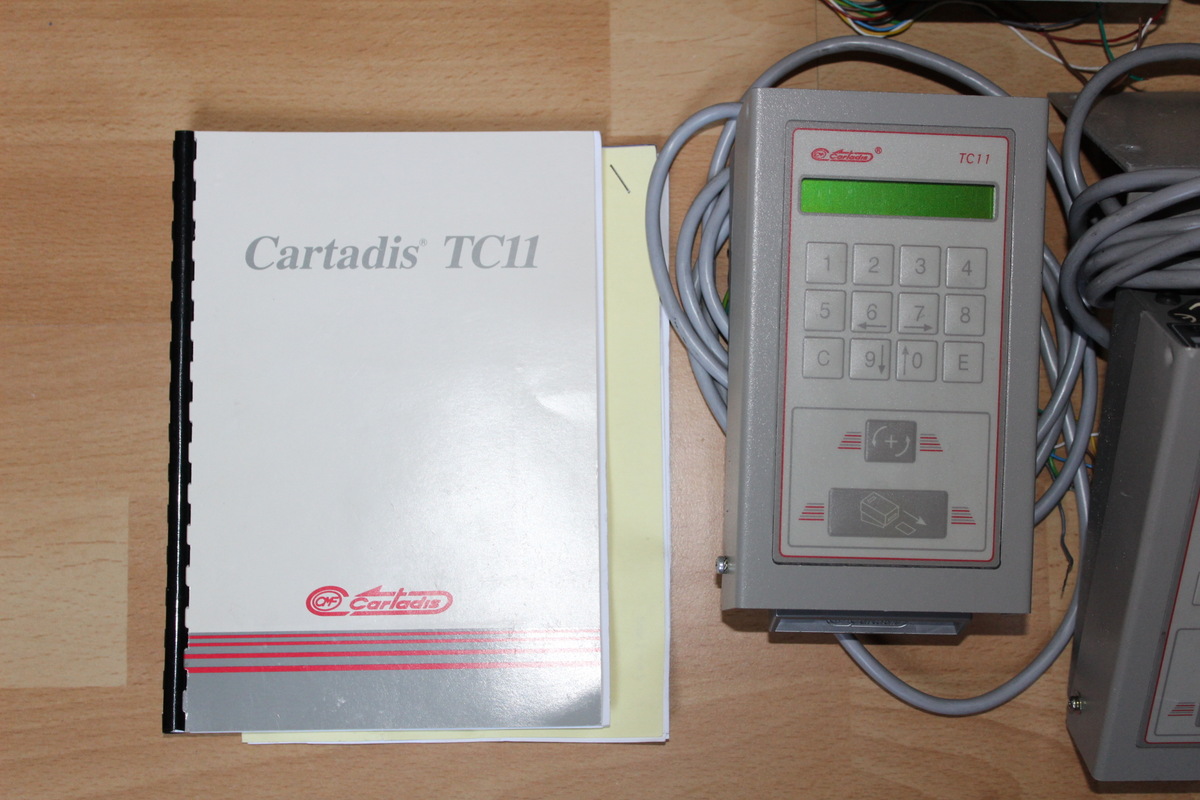 Cartadis® TC11
Cartadis
Cartadis®
TC11
1 2 3 4
5 6 7 8
C 9 0 E